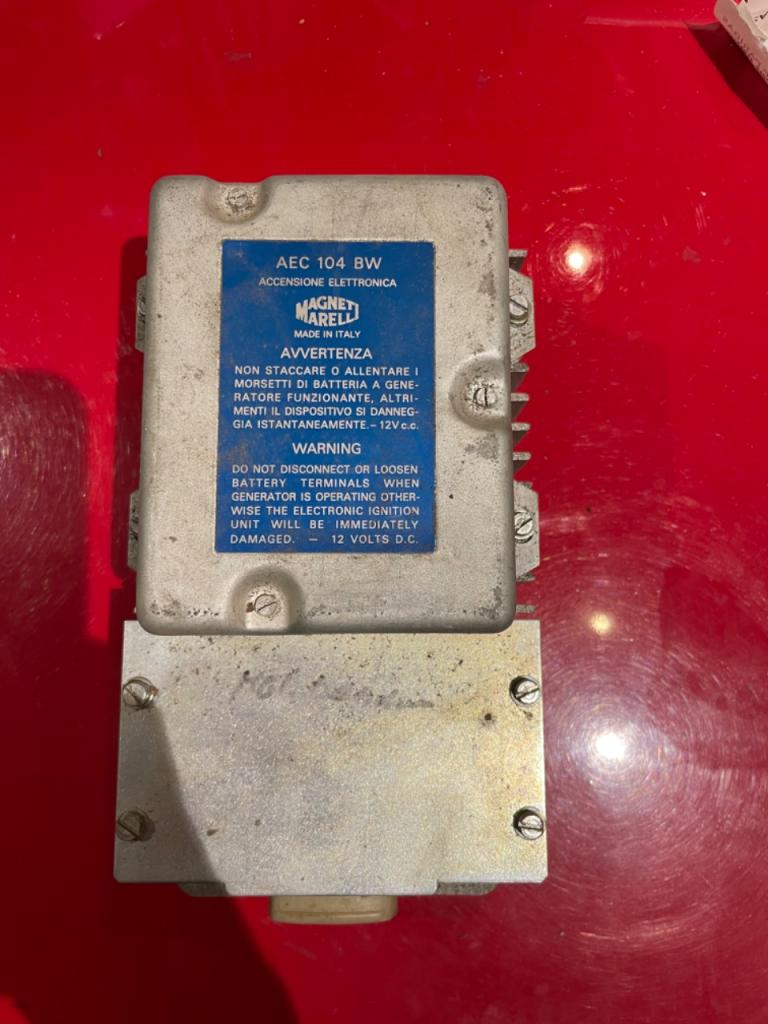 AEC 104 BW
ACCENSIONE ELETTRONICA
MAGNETI
MARELLI
MADE IN ITALY
AVVERTENZA
NON STACCARE O ALLENTARE I
MORSETTI DI BATTERIA A GENE-
RATORE FUNZIONANTE, ALTRI-
MENTI IL DISPOSITIVO SI DANNEG-
GIA ISTANTANEAMENTE.– 12V c.c.
WARNING
DO NOT DISCONNECT OR LOOSEN
BATTERY TERMINALS WHEN
GENERATOR IS OPERATING OTHER-
WISE THE ELECTRONIC IGNITION
UNIT WILL BE IMMEDIATELY
DAMAGED. — 12 VOLTS D.C.